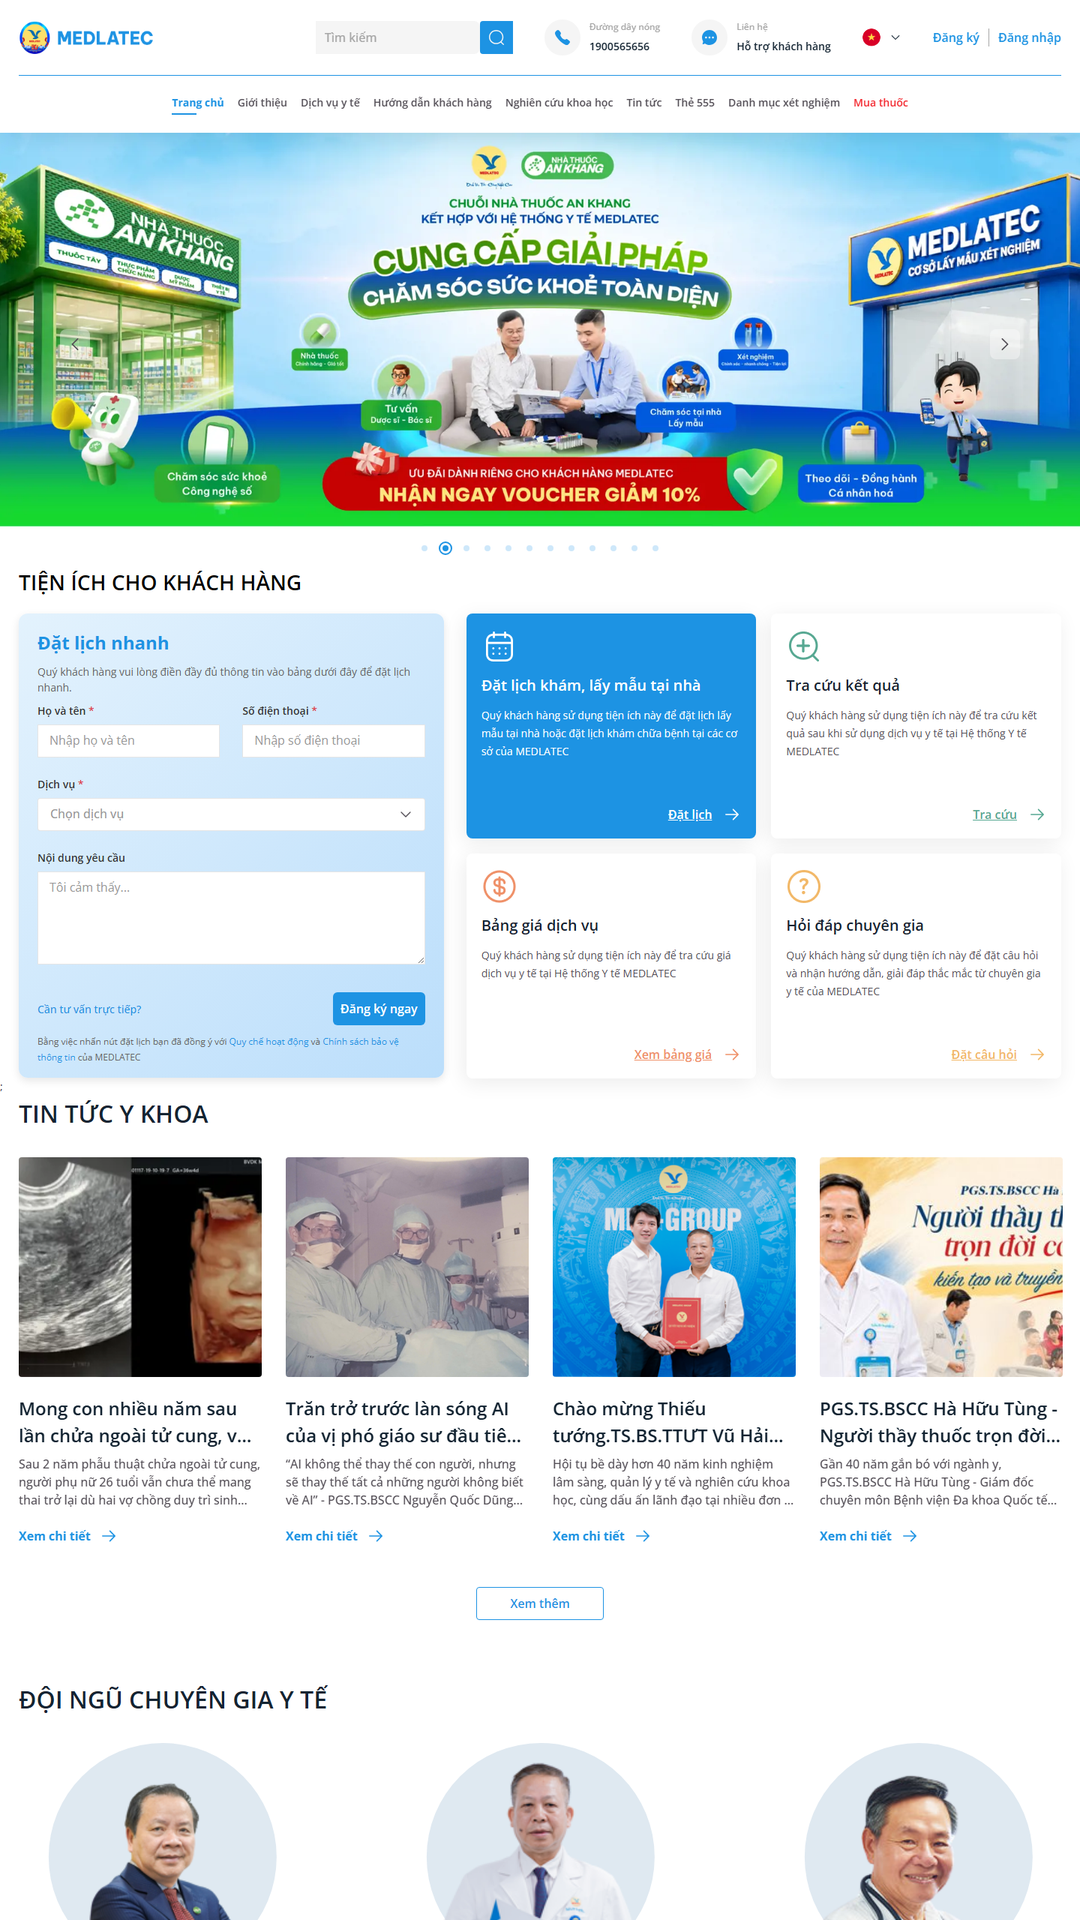 MEDLATEC
Tìm kiếm
Đường dây nóng
1900565656
Liên hệ
Hỗ trợ khách hàng
Đăng ký
Đăng nhập
Trang chủ
Giới thiệu
Dịch vụ y tế
Hướng dẫn khách hàng
Nghiên cứu khoa học
Tin tức
Thẻ 555
Danh mục xét nghiệm
Mua thuốc
MEDLATEC
NHÀ THUỐC
AN KHANG
CHUỖI NHÀ THUỐC AN KHANG
KẾT HỢP VỚI HỆ THỐNG Y TẾ MEDLATEC
CUNG CẤP GIẢI PHÁP
CHĂM SÓC SỨC KHOẺ TOÀN DIỆN
NHÀ THUỐC
AN KHANG
THUỐC TÂY
THỰC PHẨM
CHỨC NĂNG
DƯỢC
MỸ PHẨM
THIẾT BỊ
Y TẾ
MEDLATEC
CƠ SỞ LẤY MẪU XÉT NGHIỆM
Nhà thuốc
Chính hãng - Giá tốt
Tư vấn
Dược sĩ - Bác sĩ
Xét nghiệm
Chăm sóc tại nhà
Lấy mẫu
Chăm sóc sức khoẻ
Công nghệ số
Theo dõi - Đồng hành
Cá nhân hoá
ƯU ĐÃI DÀNH RIÊNG CHO KHÁCH HÀNG MEDLATEC
NHẬN NGAY VOUCHER GIẢM 10%
TIỆN ÍCH CHO KHÁCH HÀNG
Đặt lịch nhanh
Quý khách hàng vui lòng điền đầy đủ thông tin vào bảng dưới đây để đặt lịch
nhanh.
Họ và tên *
Số điện thoại *
Nhập họ và tên
Nhập số điện thoại
Dịch vụ *
Chọn dịch vụ
Nội dung yêu cầu
Tôi cảm thấy...
Cần tư vấn trực tiếp?
Đăng ký ngay
Bằng việc nhấn nút đặt lịch bạn đã đồng ý với Quy chế hoạt động và Chính sách bảo vệ
thông tin của MEDLATEC
Đặt lịch khám, lấy mẫu tại nhà
Quý khách hàng sử dụng tiện ích này để đặt lịch lấy
mẫu tại nhà hoặc đặt lịch khám chữa bệnh tại các cơ
sở của MEDLATEC
Đặt lịch
Tra cứu kết quả
Quý khách hàng sử dụng tiện ích này để tra cứu kết
quả sau khi sử dụng dịch vụ y tế tại Hệ thống Y tế
MEDLATEC
Tra cứu
Bảng giá dịch vụ
Quý khách hàng sử dụng tiện ích này để tra cứu giá
dịch vụ y tế tại Hệ thống Y tế MEDLATEC
Xem bảng giá
Hỏi đáp chuyên gia
Quý khách hàng sử dụng tiện ích này để đặt câu hỏi
và nhận hướng dẫn, giải đáp thắc mắc từ chuyên gia
y tế của MEDLATEC
Đặt câu hỏi
;
TIN TỨC Y KHOA
PGS.TS.BSCC Hà
Người thầy th
trọn đời cố
kiến tạo và truyền
Mong con nhiều năm sau
lần chửa ngoài tử cung, v...
Sau 2 năm phẫu thuật chửa ngoài tử cung,
người phụ nữ 26 tuổi vẫn chưa thể mang
thai trở lại dù hai vợ chồng duy trì sinh...
Xem chi tiết
Trăn trở trước làn sóng AI
của vị phó giáo sư đầu tiê...
“AI không thể thay thế con người, nhưng
sẽ thay thế tất cả những người không biết
về AI” - PGS.TS.BSCC Nguyễn Quốc Dũng...
Xem chi tiết
Chào mừng Thiếu
tướng.TS.BS.TTƯT Vũ Hải...
Hội tụ bề dày hơn 40 năm kinh nghiệm
lâm sàng, quản lý y tế và nghiên cứu khoa
học, cùng dấu ấn lãnh đạo tại nhiều đơn ...
Xem chi tiết
PGS.TS.BSCC Hà Hữu Tùng -
Người thầy thuốc trọn đời...
Gần 40 năm gắn bó với ngành y,
PGS.TS.BSCC Hà Hữu Tùng - Giám đốc
chuyên môn Bệnh viện Đa khoa Quốc tế...
Xem chi tiết
Xem thêm
ĐỘI NGŨ CHUYÊN GIA Y TẾ